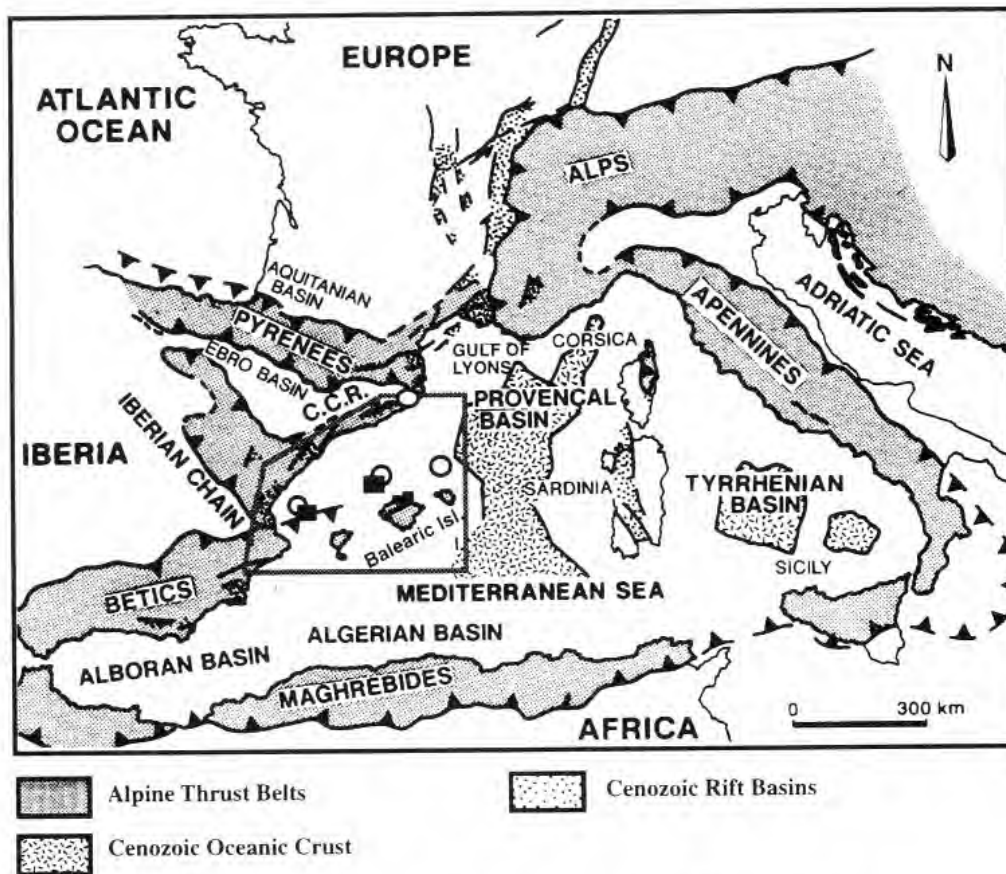 EUROPE
ATLANTIC
OCEAN
N
ALPS
AQUITANIAN
BASIN
PYRENEES
EBRO BASIN
C.C.R.
GULF OF
LYONS
CORSICA
PROVENCAL
BASIN
APENNINES
ADRIATIC SEA
IBERIAN CHAIN
IBERIA
SARDINIA
TYRRHENIAN
BASIN
Balearic Isl.
SICILY
BETICS
MEDITERRANEAN SEA
ALGERIAN BASIN
ALBORAN BASIN
MAGHREBIDES
AFRICA
0 300 km
Alpine Thrust Belts
Cenozoic Rift Basins
Cenozoic Oceanic Crust